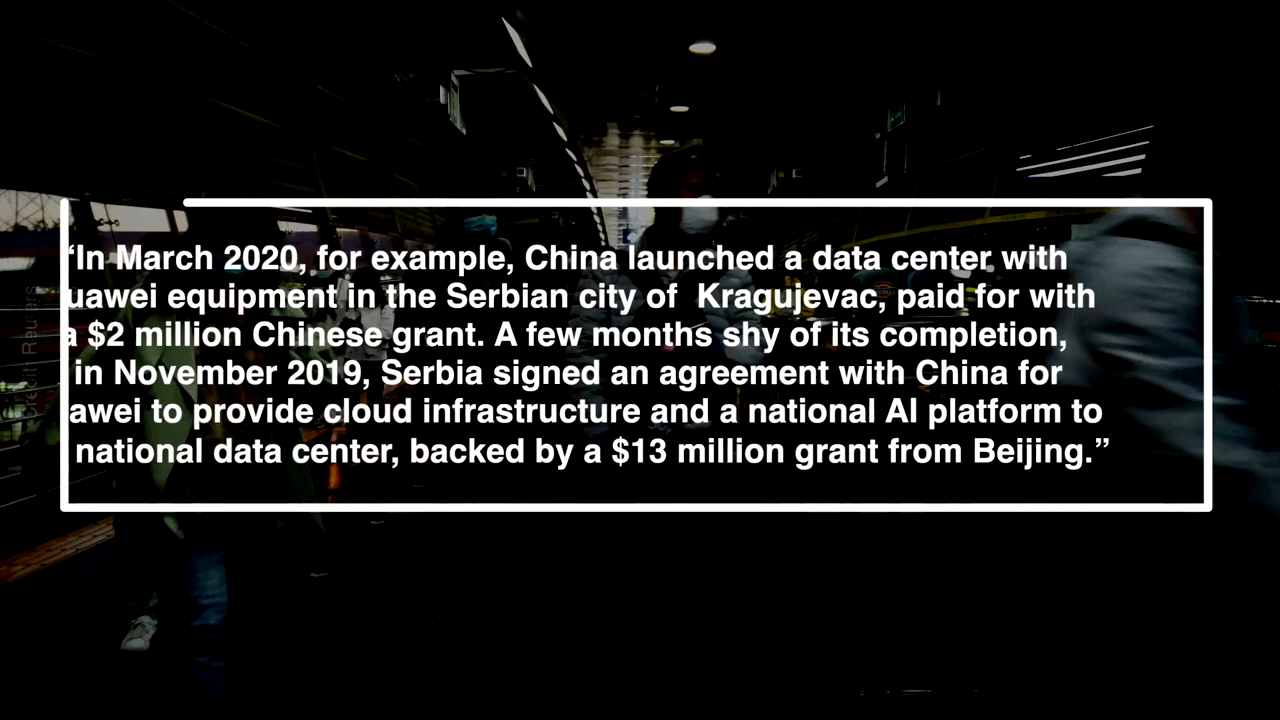 “In March 2020, for example, China launched a data center with
uawei equipment in the Serbian city of Kragujevac, paid for with
a $2 million Chinese grant. A few months shy of its completion,
in November 2019, Serbia signed an agreement with China for
awei to provide cloud infrastructure and a national AI platform to
national data center, backed by a $13 million grant from Beijing.”
Credit Reuters